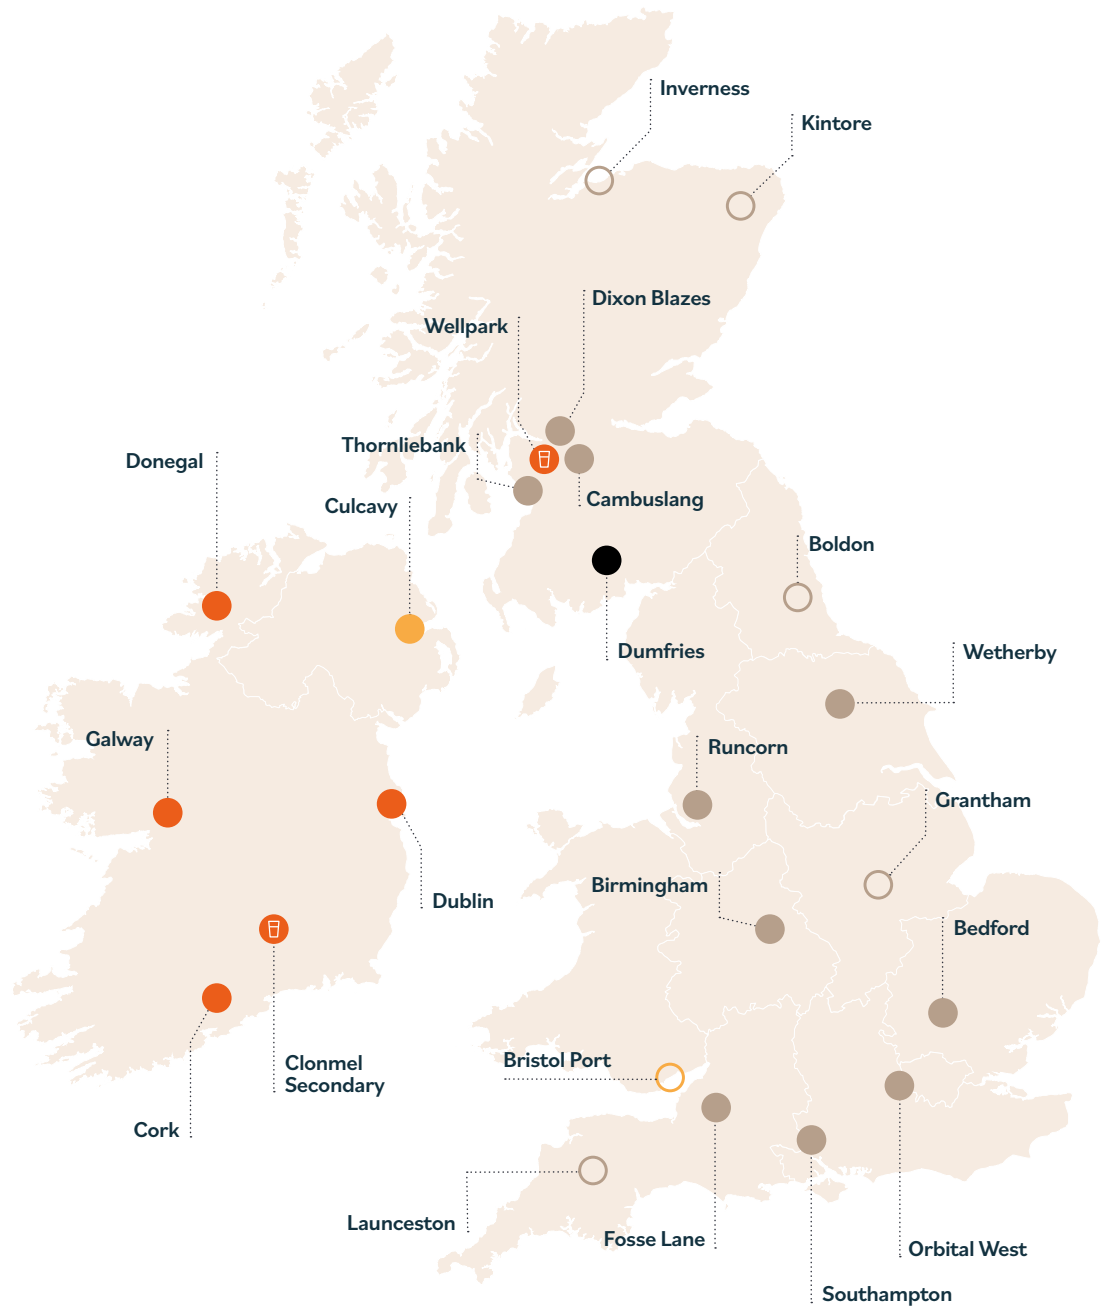 Inverness
Kintore
Dixon Blazes
Wellpark
Thornliebank
Donegal
Cambuslang
Culcavy
Boldon
Dumfries
Wetherby
Galway
Runcorn
Grantham
Birmingham
Dublin
Bedford
Bristol Port
Clonmel
Secondary
Cork
Launceston
Fosse Lane
Orbital West
Southampton